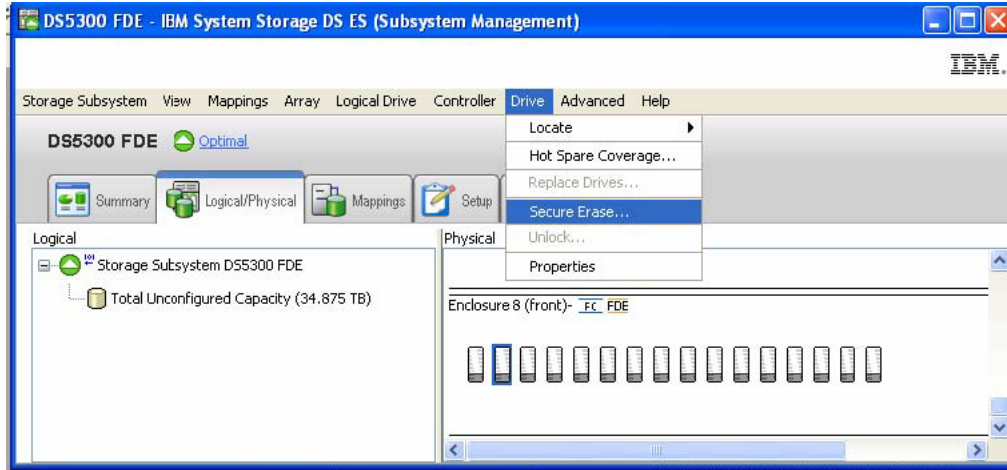 DS5300 FDE - IBM System Storage DS ES (Subsystem Management)
IBM.
Storage Subsystem View Mappings Array Logical Drive Controller Drive Advanced Help
DS5300 FDE Optimal
Locate
Hot Spare Coverage...
Replace Drives...
Secure Erase...
Unlock...
Properties
Summary Logical/Physical Mappings Setup
Logical
Storage Subsystem DS5300 FDE
Total Unconfigured Capacity (34.875 TB)
Physical
Enclosure 8 (front)- FC FDE